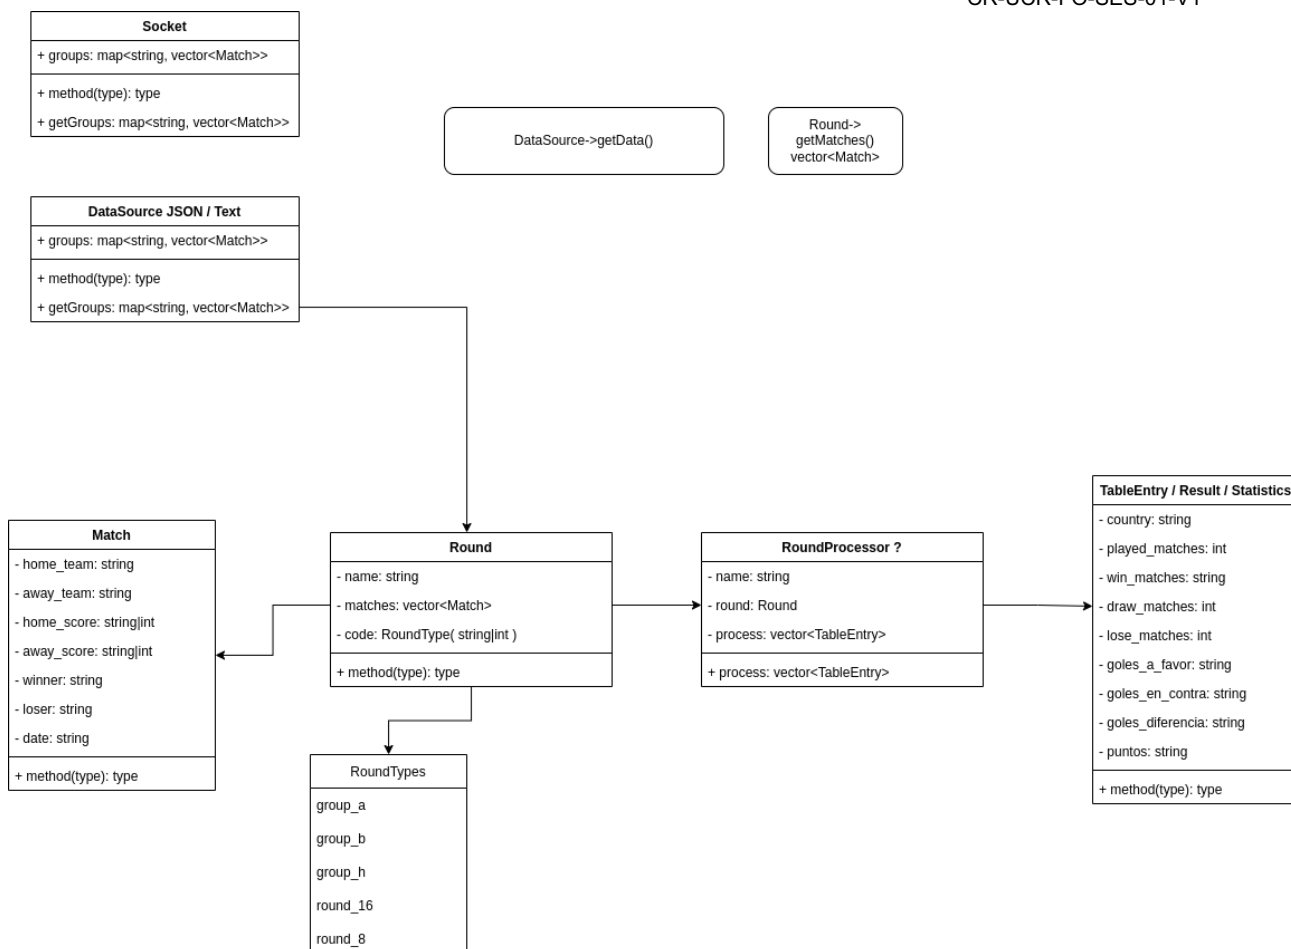 Socket
+ groups: map<string, vector<Match>>
+ method(type): type
+ getGroups: map<string, vector<Match>>
DataSource->getData()
Round->
getMatches()
vector<Match>
DataSource JSON / Text
+ groups: map<string, vector<Match>>
+ method(type): type
+ getGroups: map<string, vector<Match>>
Match
- home_team: string
- away_team: string
- home_score: string|int
- away_score: string|int
- winner: string
- loser: string
- date: string
+ method(type): type
Round
- name: string
- matches: vector<Match>
- code: RoundType( string|int )
+ method(type): type
RoundProcessor ?
- name: string
- round: Round
- process: vector<TableEntry>
+ process: vector<TableEntry>
TableEntry / Result / Statistics
- country: string
- played_matches: int
- win_matches: string
- draw_matches: int
- lose_matches: int
- goles_a_favor: string
- goles_en_contra: string
- goles_diferencia: string
- puntos: string
+ method(type): type
RoundTypes
group_a
group_b
group_h
round_16
round_8